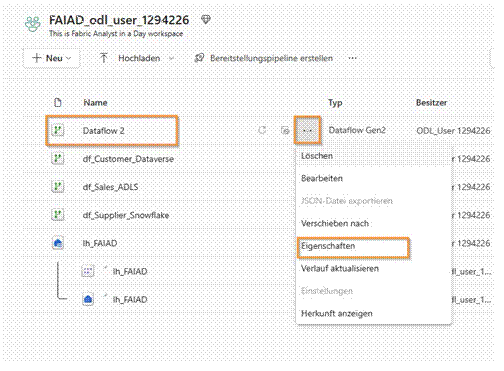 FAIAD_odl_user_1294226
This is Fabric Analyst in a Day workspace
+ Neu
Hochladen
Bereitstellungspipeline erstellen
...
Name
Typ
Besitzer
Dataflow 2
...
Dataflow Gen2
ODL_User 1294226
Löschen
df_Customer_Dataverse
1294226
Bearbeiten
df_Sales_ADLS
JSON-Datei exportieren
1294226
df_Supplier_Snowflake
Verschieben nach
1294226
lh_FAIAD
Eigenschaften
1294226
lh_FAIAD
Verlauf aktualisieren
dl_user_1...
Einstellungen
lh_FAIAD
dl_user_1...
Herkunft anzeigen